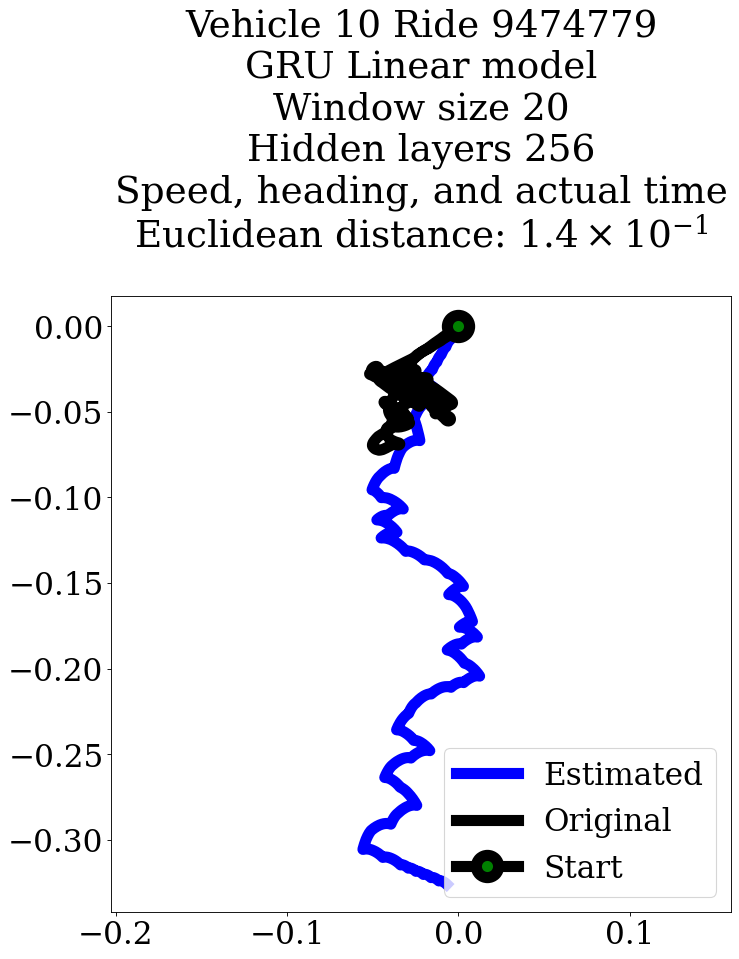 Vehicle 10 Ride 9474779
GRU Linear model
Window size 20
Hidden layers 256
Speed, heading, and actual time
Euclidean distance: $1.4 \times 10^{-1}$
0.00
−0.05
−0.10
−0.15
−0.20
−0.25
−0.30
Estimated
Original
Start
−0.2
−0.1
0.0
0.1